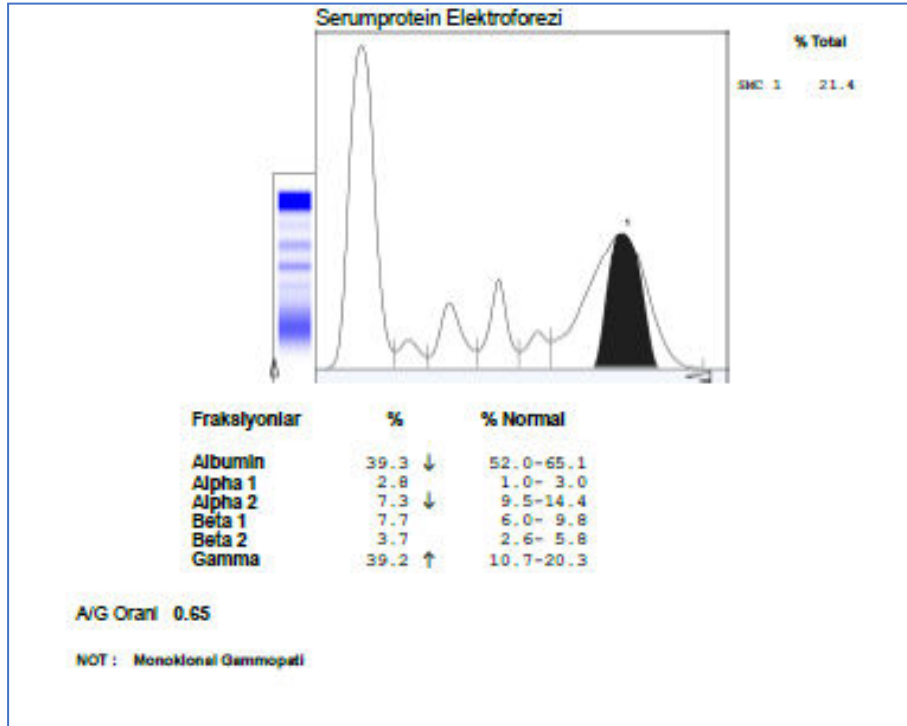 Serumprotein Elektroforezi
% Total
SMC 1 21.4
1
Fraksiyonlar % % Normal
Albumin 39.3 ↓ 52.0-65.1
Alpha 1 2.8 1.0- 3.0
Alpha 2 7.3 ↓ 9.5-14.4
Beta 1 7.7 6.0- 9.8
Beta 2 3.7 2.6- 5.8
Gamma 39.2 ↑ 10.7-20.3
A/G Orani 0.65
NOT : Monoklonal Gammopati